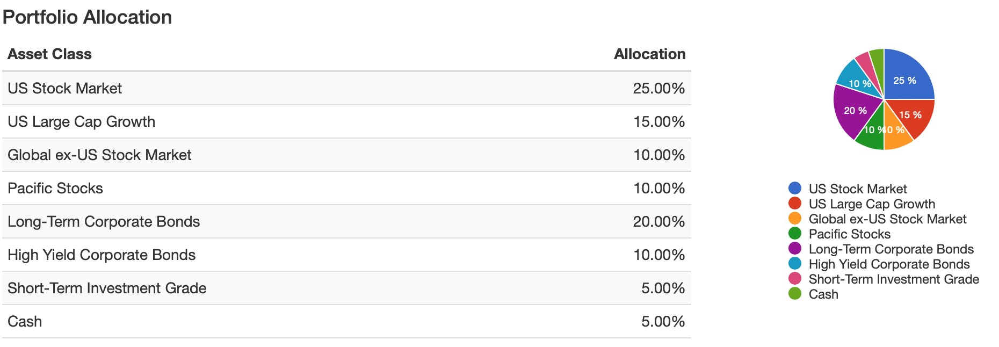 Portfolio Allocation
Asset Class Allocation
US Stock Market 25.00%
US Large Cap Growth 15.00%
Global ex-US Stock Market 10.00%
Pacific Stocks 10.00%
Long-Term Corporate Bonds 20.00%
High Yield Corporate Bonds 10.00%
Short-Term Investment Grade 5.00%
Cash 5.00%
25 %
10 %
20 %
15 %
10 %
10 %
US Stock Market
US Large Cap Growth
Global ex-US Stock Market
Pacific Stocks
Long-Term Corporate Bonds
High Yield Corporate Bonds
Short-Term Investment Grade
Cash